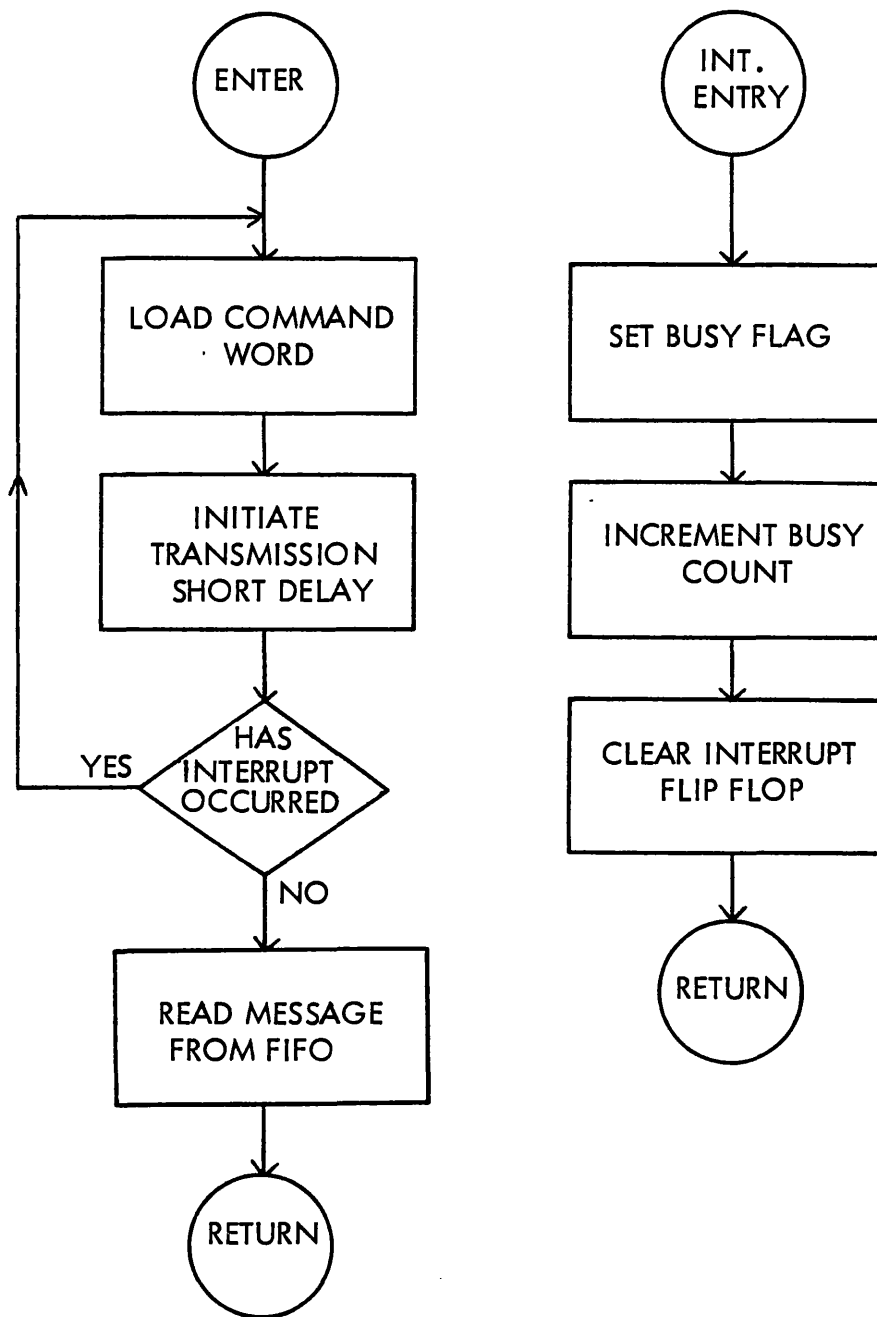 ENTER
LOAD COMMAND
WORD
INITIATE
TRANSMISSION
SHORT DELAY
HAS
INTERRUPT
OCCURRED
YES
NO
READ MESSAGE
FROM FIFO
RETURN
INT.
ENTRY
SET BUSY FLAG
INCREMENT BUSY
COUNT
CLEAR INTERRUPT
FLIP FLOP
RETURN